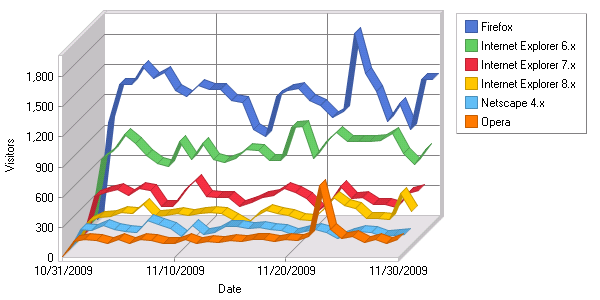 Firefox
Internet Explorer 6.x
Internet Explorer 7.x
Internet Explorer 8.x
Netscape 4.x
Opera
Visitors
1,800
1,500
1,200
900
600
300
0
10/31/2009 11/10/2009 11/20/2009 11/30/2009
Date